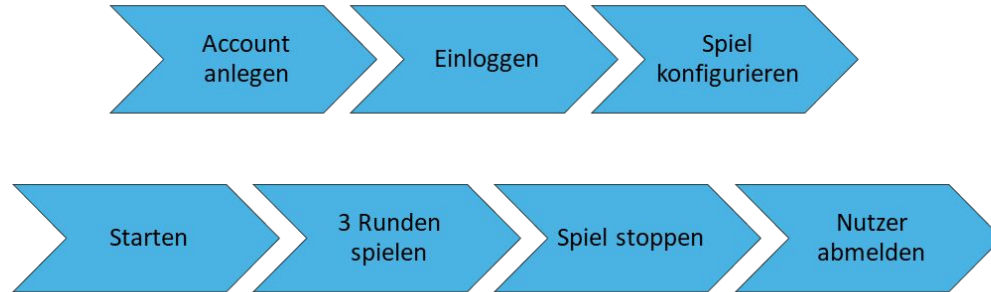 Account
anlegen
Einloggen
Spiel
konfigurieren
Starten
3 Runden
spielen
Spiel stoppen
Nutzer
abmelden